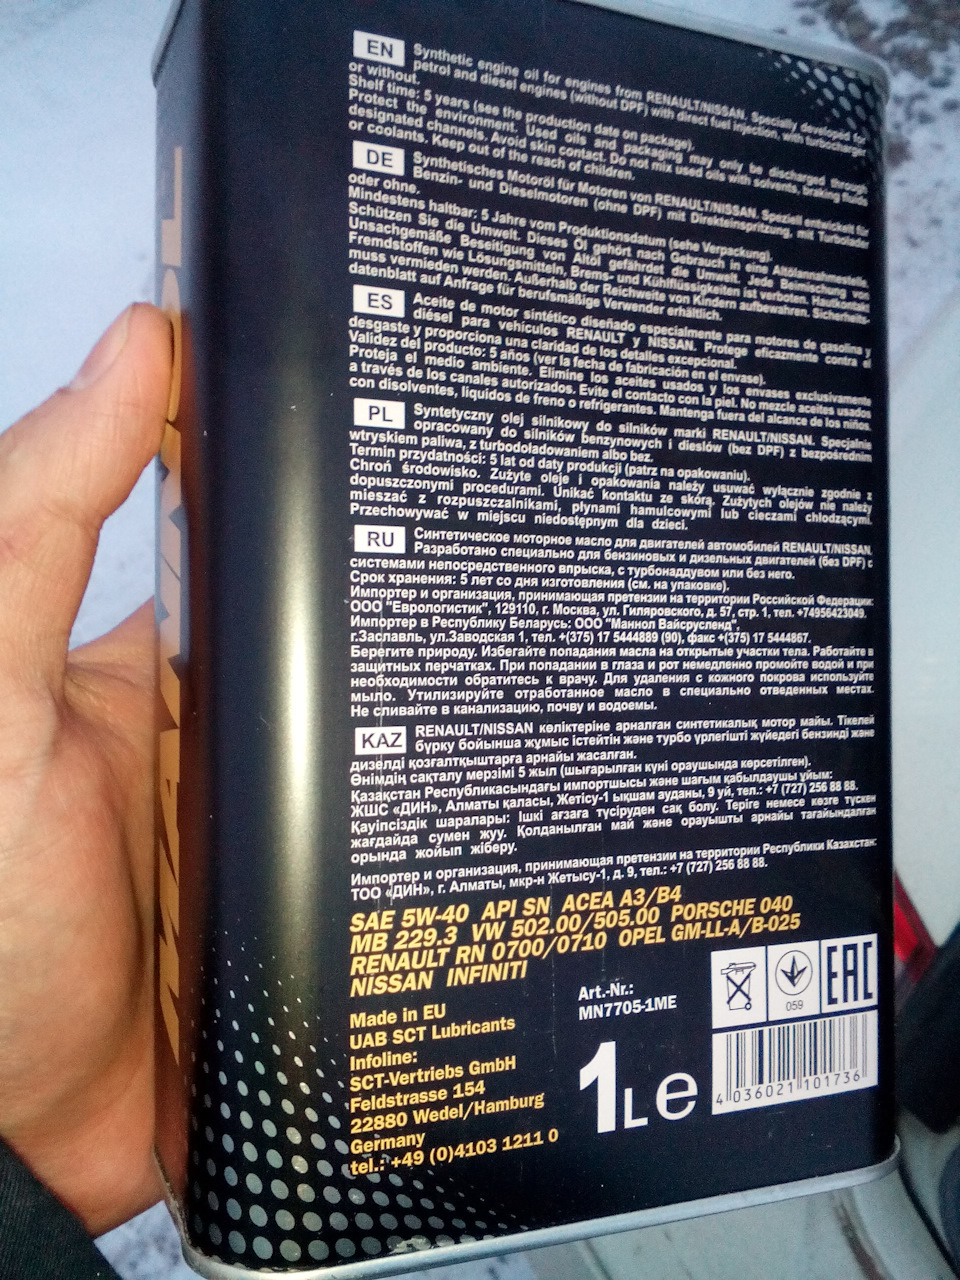 MANNOL
EN Synthetic engine oil for engines from RENAULT/NISSAN. Specially developed for
petrol and diesel engines (without DPF) with direct fuel injection, with turbocharger
or without.
Shelf time: 5 years (see the production date on package).
Protect the environment. Used oils and packaging may only be discharged through
designated channels. Avoid skin contact. Do not mix used oils with solvents, braking fluids
or coolants. Keep out of the reach of children.
DE Synthetisches Motoröl für Motoren von RENAULT/NISSAN. Speziell entwickelt für
Benzin- und Dieselmotoren (ohne DPF) mit Direkteinspritzung, mit Turbolader
oder ohne.
Mindestens haltbar: 5 Jahre vom Produktionsdatum (sehe Verpackung).
Schützen Sie die Umwelt. Dieses Öl gehört nach Gebrauch in eine Altölannahmestelle.
Unsachgemäße Beseitigung von Altöl gefährdet die Umwelt. Jede Beimischung von
Fremdstoffen wie Lösungsmitteln, Brems- und Kühlflüssigkeiten ist verboten. Hautkontakt
muss vermieden werden. Außerhalb der Reichweite von Kindern aufbewahren. Sicherheits-
datenblatt auf Anfrage für berufsmäßige Verwender erhältlich.
ES Aceite de motor sintético diseñado especialmente para motores de gasolina y
diésel para vehículos RENAULT y NISSAN. Protege eficazmente contra el
desgaste y proporciona una claridad de los detalles excepcional.
Validez del producto: 5 años (ver la fecha de fabricación en el envase).
Proteja el medio ambiente. Elimine los aceites usados y los envases exclusivamente
a través de los canales autorizados. Evite el contacto con la piel. No mezcle aceites usados
con disolventes, líquidos de freno o refrigerantes. Mantenga fuera del alcance de los niños.
PL Syntetyczny olej silnikowy do silników marki RENAULT/NISSAN. Specjalnie
opracowany do silników benzynowych i dieslów (bez DPF) z bezpośrednim
wtryskiem paliwa, z turbodoładowaniem albo bez.
Termin przydatności: 5 lat od daty produkcji (patrz na opakowaniu).
Chroń środowisko. Zużyte oleje i opakowania należy usuwać wyłącznie zgodnie z
dopuszczonymi procedurami. Unikać kontaktu ze skórą. Zużytych olejów nie należy
mieszać z rozpuszczalnikami, płynami hamulcowymi lub cieczami chłodzącymi.
Przechowywać w miejscu niedostępnym dla dzieci.
RU Синтетическое моторное масло для двигателей автомобилей RENAULT/NISSAN.
Разработано специально для бензиновых и дизельных двигателей (без DPF) с
системами непосредственного впрыска, с турбонаддувом или без него.
Срок хранения: 5 лет со дня изготовления (см. на упаковке).
Импортер и организация, принимающая претензии на территории Российской Федерации:
ООО "Еврологистик", 129110, г. Москва, ул. Гиляровского, д. 57, стр. 1, тел. +74956423049.
Импортер в Республику Беларусь: ООО "Маннол Вайсрусленд",
г.Заславль, ул.Заводская 1, тел. +(375) 17 5444889 (90), факс +(375) 17 5444867.
Берегите природу. Избегайте попадания масла на открытые участки тела. Работайте в
защитных перчатках. При попадании в глаза и рот немедленно промойте водой и при
необходимости обратитесь к врачу. Для удаления с кожного покрова используйте
мыло. Утилизируйте отработанное масло в специально отведенных местах.
Не сливайте в канализацию, почву и водоемы.
KAZ RENAULT/NISSAN көліктеріне арналған синтетикалық мотор майы. Тікелей
бүрку бойынша жұмыс істейтін және турбо үрлегішті жүйедегі бензинді және
дизелді қозғалтқыштарға арнайы жасалған.
Өнімдің сақталу мерзімі 5 жыл (шығарылған күні ораушында көрсетілген).
Қазақстан Республикасындағы импортшысы және шағым қабылдаушы ұйым:
ЖШС «ДИН», Алматы қаласы, Жетісу-1 ықшам ауданы, 9 уй, тел.: +7 (727) 256 88 88.
Қауіпсіздік шаралары: Ішкі ағзаға түсіруден сақ болу. Теріге немесе көзге түскен
жағдайда сумен жуу. Қолданылған май және орауышты арнайы тағайындалған
орында жойып жіберу.
Импортер и организация, принимающая претензии на территории Республики Казахстан:
ТОО «ДИН», г. Алматы, мкр-н Жетысу-1, д. 9, тел.: +7 (727) 256 88 88.
SAE 5W-40 API SN ACEA A3/B4
MB 229.3 VW 502.00/505.00 PORSCHE 040
RENAULT RN 0700/0710 OPEL GM-LL-A/B-025
NISSAN INFINITI
Made in EU
UAB SCT Lubricants
Infoline:
SCT-Vertriebs GmbH
Feldstrasse 154
22880 Wedel/Hamburg
Germany
tel.: +49 (0)4103 1211 0
Art.-Nr.:
MN7705-1ME
1L e
059
EAC
4 036021 101736